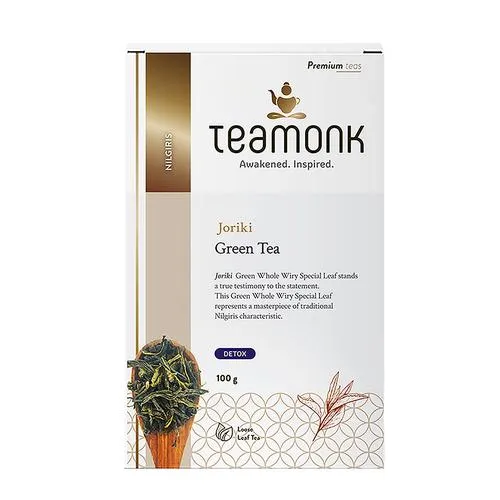 Premium teas
NILGIRIS
TEAMONK
Awakened. Inspired.
Joriki
Green Tea
Joriki Green Whole Wiry Special Leaf stands
a true testimony to the statement.
This Green Whole Wiry Special Leaf
represents a masterpiece of traditional
Nilgiris characteristic.
DETOX
100 g
Loose
Leaf Tea